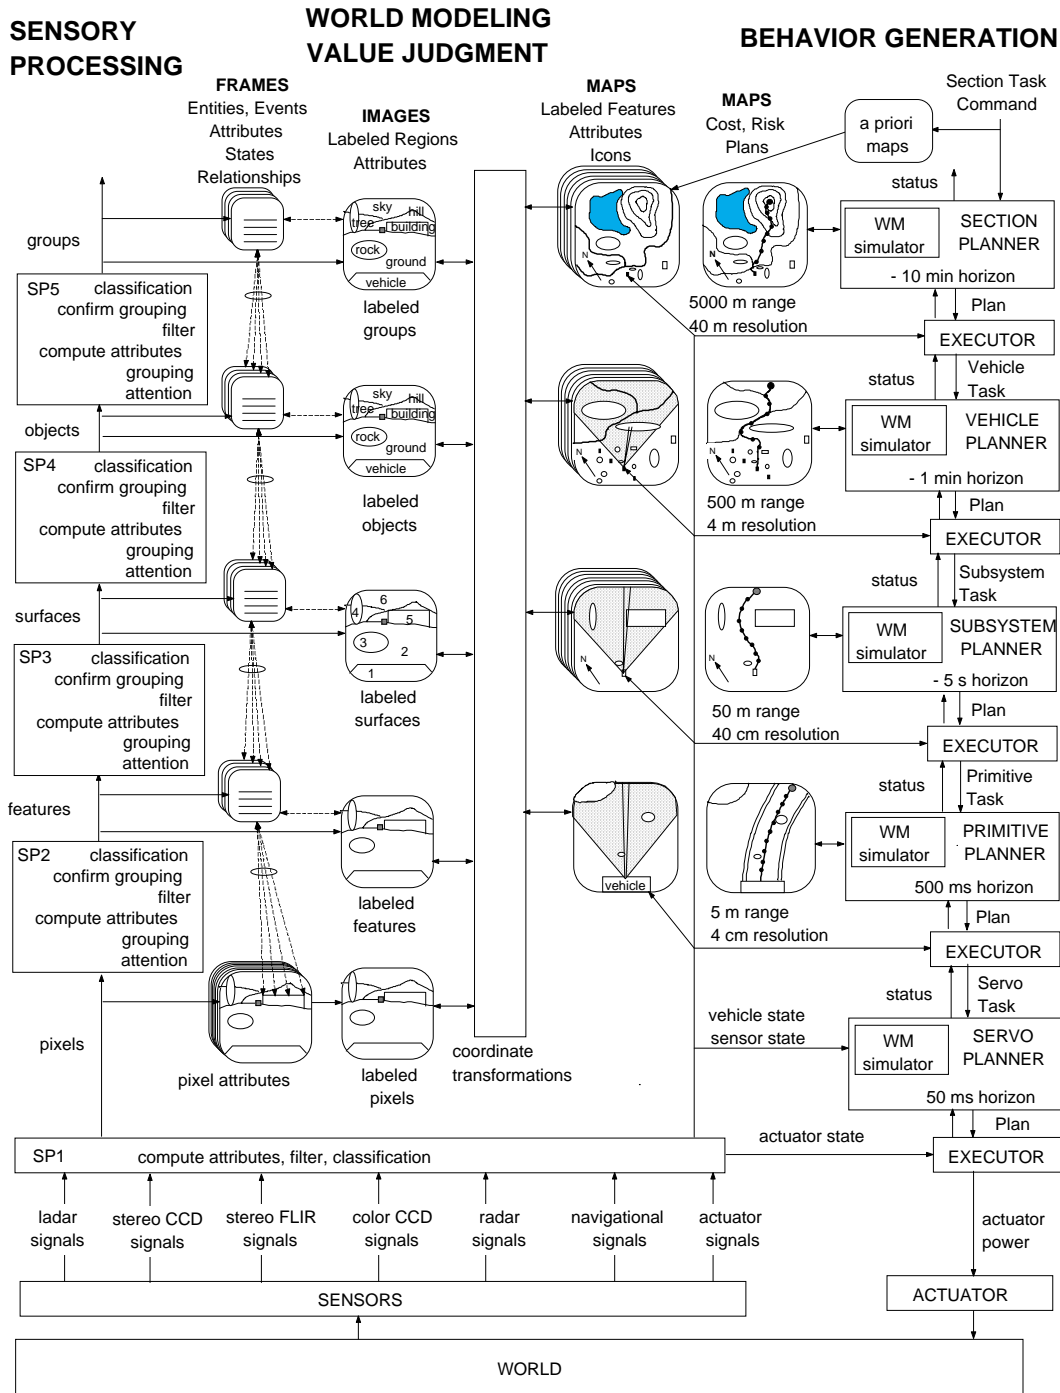 SENSORY
PROCESSING
WORLD MODELING
VALUE JUDGMENT
BEHAVIOR GENERATION
FRAMES
Entities, Events
Attributes
States
Relationships
IMAGES
Labeled Regions
Attributes
MAPS
Labeled Features
Attributes
Icons
MAPS
Cost, Risk
Plans
a priori
maps
Section Task
Command
status
groups
sky
hill
tree
building
rock
ground
vehicle
labeled
groups
N
N
5000 m range
40 m resolution
WM
simulator
SECTION
PLANNER
- 10 min horizon
Plan
EXECUTOR
SP5
classification
confirm grouping
filter
compute attributes
grouping
attention
status
Vehicle
Task
objects
sky
hill
tree
building
rock
ground
vehicle
labeled
objects
N
N
500 m range
4 m resolution
WM
simulator
VEHICLE
PLANNER
- 1 min horizon
Plan
EXECUTOR
SP4
classification
confirm grouping
filter
compute attributes
grouping
attention
status
Subsystem
Task
surfaces
6
4
5
3
2
1
labeled
surfaces
N
N
50 m range
40 cm resolution
WM
simulator
SUBSYSTEM
PLANNER
- 5 s horizon
Plan
EXECUTOR
SP3
classification
confirm grouping
filter
compute attributes
grouping
attention
status
Primitive
Task
features
labeled
features
vehicle
5 m range
4 cm resolution
WM
simulator
PRIMITIVE
PLANNER
500 ms horizon
Plan
EXECUTOR
SP2
classification
confirm grouping
filter
compute attributes
grouping
attention
status
Servo
Task
pixels
pixel attributes
labeled
pixels
coordinate
transformations
vehicle state
sensor state
WM
simulator
SERVO
PLANNER
50 ms horizon
Plan
actuator state
EXECUTOR
SP1
compute attributes, filter, classification
ladar
signals
stereo CCD
signals
stereo FLIR
signals
color CCD
signals
radar
signals
navigational
signals
actuator
signals
actuator
power
SENSORS
ACTUATOR
WORLD